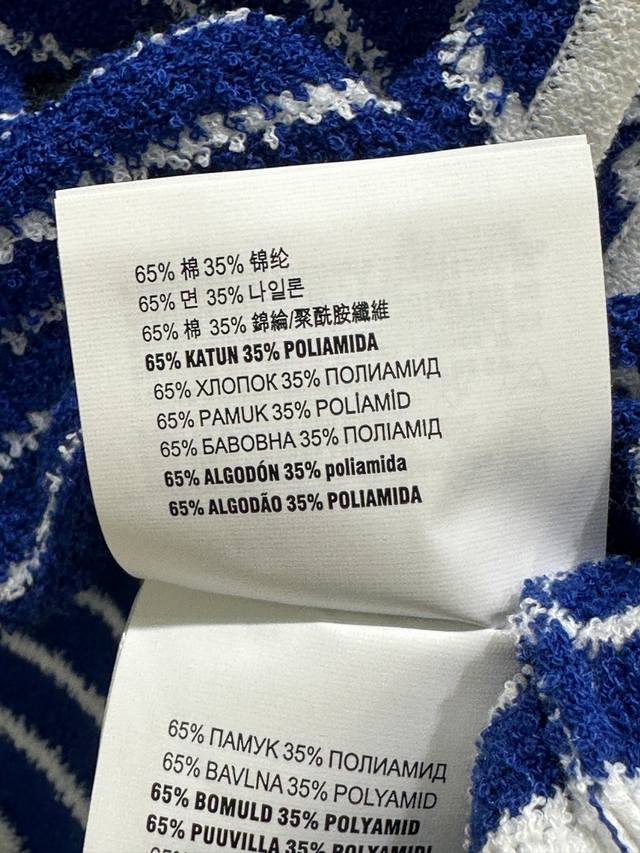 65% 棉 35% 锦纶
65% 면 35% 나일론
65% 棉 35% 錦綸/聚酰胺纖維
65% KATUN 35% POLIAMIDA
65% ХЛОПОК 35% ПОЛИАМИД
65% PAMUK 35% POLİAMİD
65% БАВОВНА 35% ПОЛІАМІД
65% ALGODÓN 35% poliamida
65% ALGODÃO 35% POLIAMIDA
65% ПАМУК 35% ПОЛИАМИД
65% BAVLNA 35% POLYAMID
65% BOMULD 35% POLYAMID
65% PUUVILLA 35% POLYAMIDI